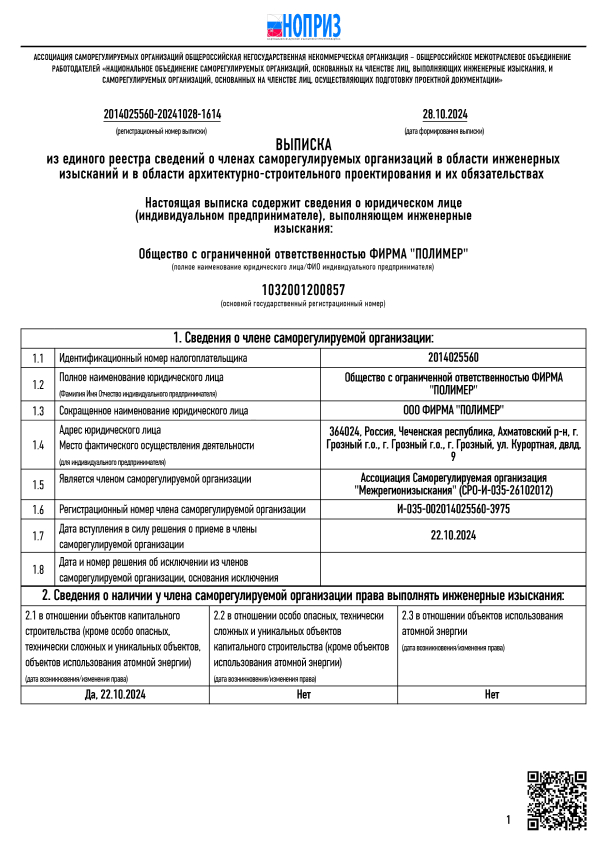 НОПРИЗ
АССОЦИАЦИЯ САМОРЕГУЛИРУЕМЫХ ОРГАНИЗАЦИЙ ОБЩЕРОССИЙСКАЯ НЕГОСУДАРСТВЕННАЯ НЕКОММЕРЧЕСКАЯ ОРГАНИЗАЦИЯ – ОБЩЕРОССИЙСКОЕ МЕЖОТРАСЛЕВОЕ ОБЪЕДИНЕНИЕ
РАБОТОДАТЕЛЕЙ «НАЦИОНАЛЬНОЕ ОБЪЕДИНЕНИЕ САМОРЕГУЛИРУЕМЫХ ОРГАНИЗАЦИЙ, ОСНОВАННЫХ НА ЧЛЕНСТВЕ ЛИЦ, ВЫПОЛНЯЮЩИХ ИНЖЕНЕРНЫЕ ИЗЫСКАНИЯ, И
САМОРЕГУЛИРУЕМЫХ ОРГАНИЗАЦИЙ, ОСНОВАННЫХ НА ЧЛЕНСТВЕ ЛИЦ, ОСУЩЕСТВЛЯЮЩИХ ПОДГОТОВКУ ПРОЕКТНОЙ ДОКУМЕНТАЦИИ»
2014025560-20241028-1614
28.10.2024
(регистрационный номер выписки)
(дата формирования выписки)
ВЫПИСКА
из единого реестра сведений о членах саморегулируемых организаций в области инженерных
изысканий и в области архитектурно-строительного проектирования и их обязательствах
Настоящая выписка содержит сведения о юридическом лице
(индивидуальном предпринимателе), выполняющем инженерные
изыскания:
Общество с ограниченной ответственностью ФИРМА "ПОЛИМЕР"
(полное наименование юридического лица/ФИО индивидуального предпринимателя)
1032001200857
(основной государственный регистрационный номер)
1. Сведения о члене саморегулируемой организации:
1.1 Идентификационный номер налогоплательщика 2014025560
1.2 Полное наименование юридического лица
(Фамилия Имя Отчество индивидуального предпринимателя)
Общество с ограниченной ответственностью ФИРМА
"ПОЛИМЕР"
1.3 Сокращенное наименование юридического лица ООО ФИРМА "ПОЛИМЕР"
1.4 Адрес юридического лица
Место фактического осуществления деятельности
(для индивидуального предпринимателя)
364024, Россия, Чеченская республика, Ахматовский р-н, г.
Грозный г.о., г. Грозный г.о., г. Грозный, ул. Курортная, двлд.
9
1.5 Является членом саморегулируемой организации
Ассоциация Саморегулируемая организация
"Межрегионизыскания" (СРО-И-035-26102012)
1.6 Регистрационный номер члена саморегулируемой организации И-035-002014025560-3975
1.7 Дата вступления в силу решения о приеме в члены
саморегулируемой организации
22.10.2024
1.8 Дата и номер решения об исключении из членов
саморегулируемой организации, основания исключения
2. Сведения о наличии у члена саморегулируемой организации права выполнять инженерные изыскания:
2.1 в отношении объектов капитального
строительства (кроме особо опасных,
технически сложных и уникальных объектов,
объектов использования атомной энергии)
(дата возникновения/изменения права)
2.2 в отношении особо опасных, технически
сложных и уникальных объектов
капитального строительства (кроме объектов
использования атомной энергии)
(дата возникновения/изменения права)
2.3 в отношении объектов использования
атомной энергии
(дата возникновения/изменения права)
Да, 22.10.2024
Нет
Нет
1